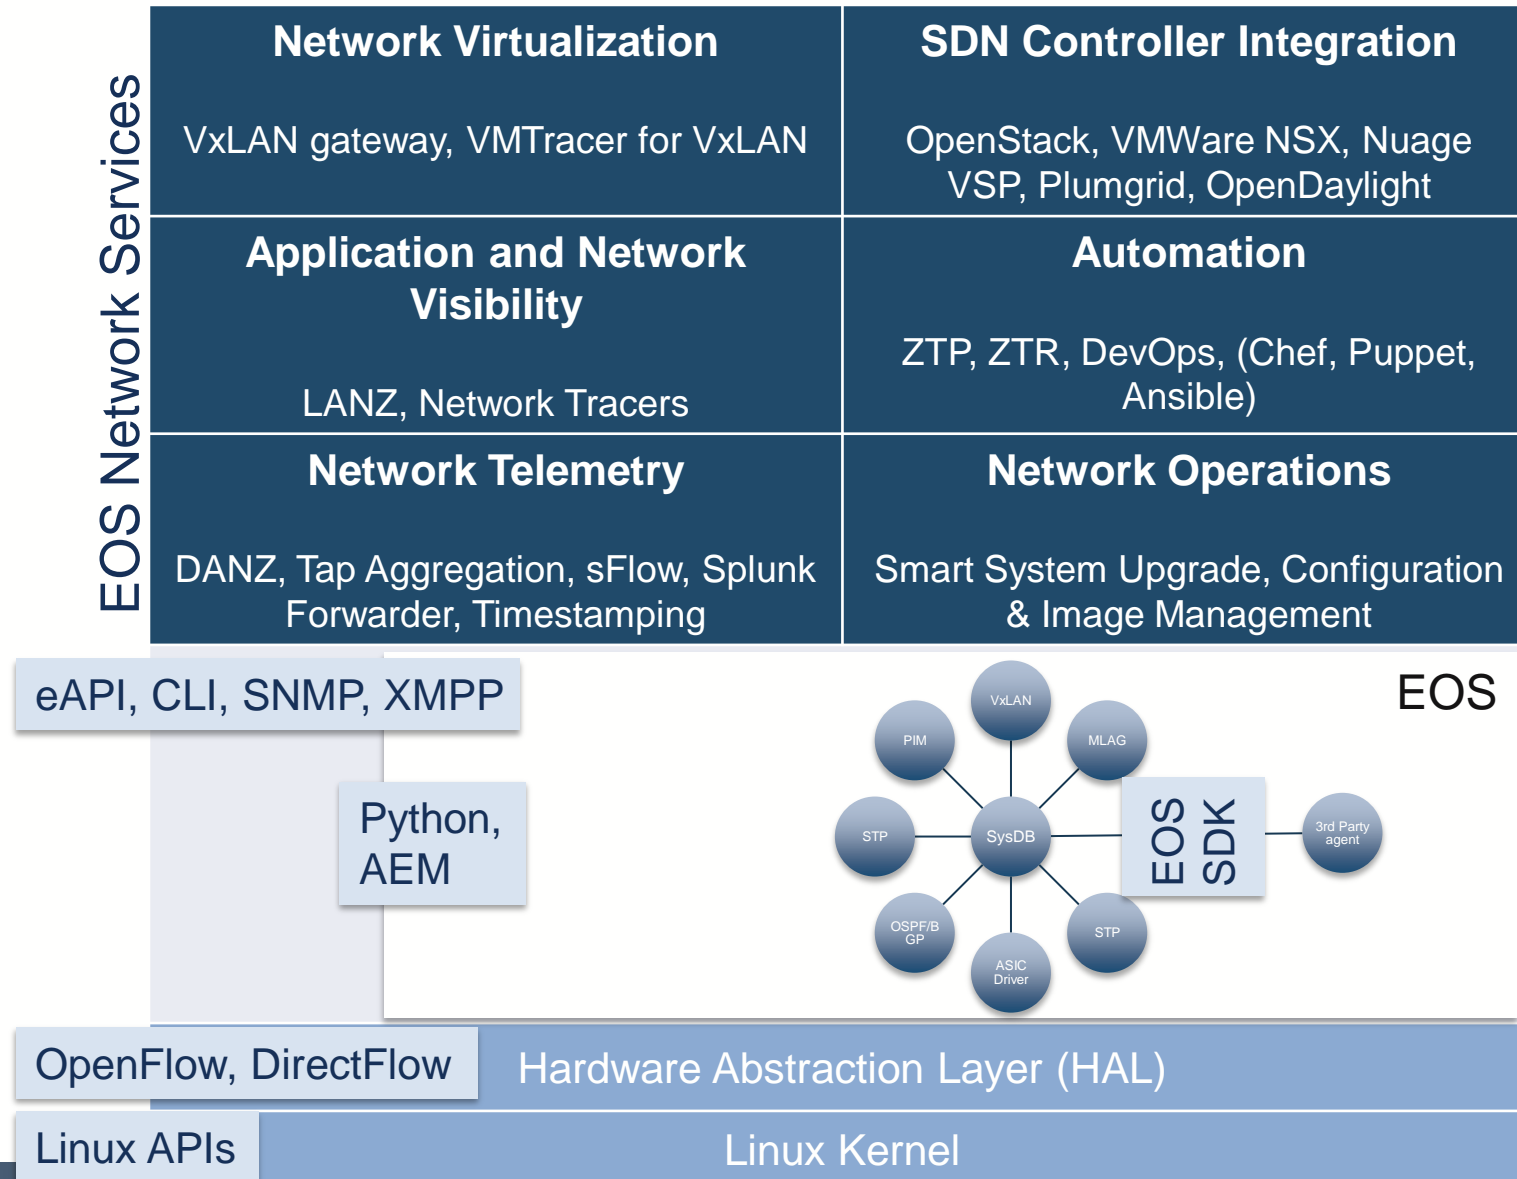 EOS Network Services
Network Virtualization
VxLAN gateway, VMTracer for VxLAN
SDN Controller Integration
OpenStack, VMWare NSX, Nuage
VSP, Plumgrid, OpenDaylight
Application and Network
Visibility
LANZ, Network Tracers
Automation
ZTP, ZTR, DevOps, (Chef, Puppet,
Ansible)
Network Telemetry
DANZ, Tap Aggregation, sFlow, Splunk
Forwarder, Timestamping
Network Operations
Smart System Upgrade, Configuration
& Image Management
eAPI, CLI, SNMP, XMPP
EOS
VxLAN
PIM
MLAG
Python,
AEM
STP
SysDB
EOS
SDK
3rd Party
agent
OSPF/B
GP
STP
ASIC
Driver
OpenFlow, DirectFlow
Hardware Abstraction Layer (HAL)
Linux APIs
Linux Kernel